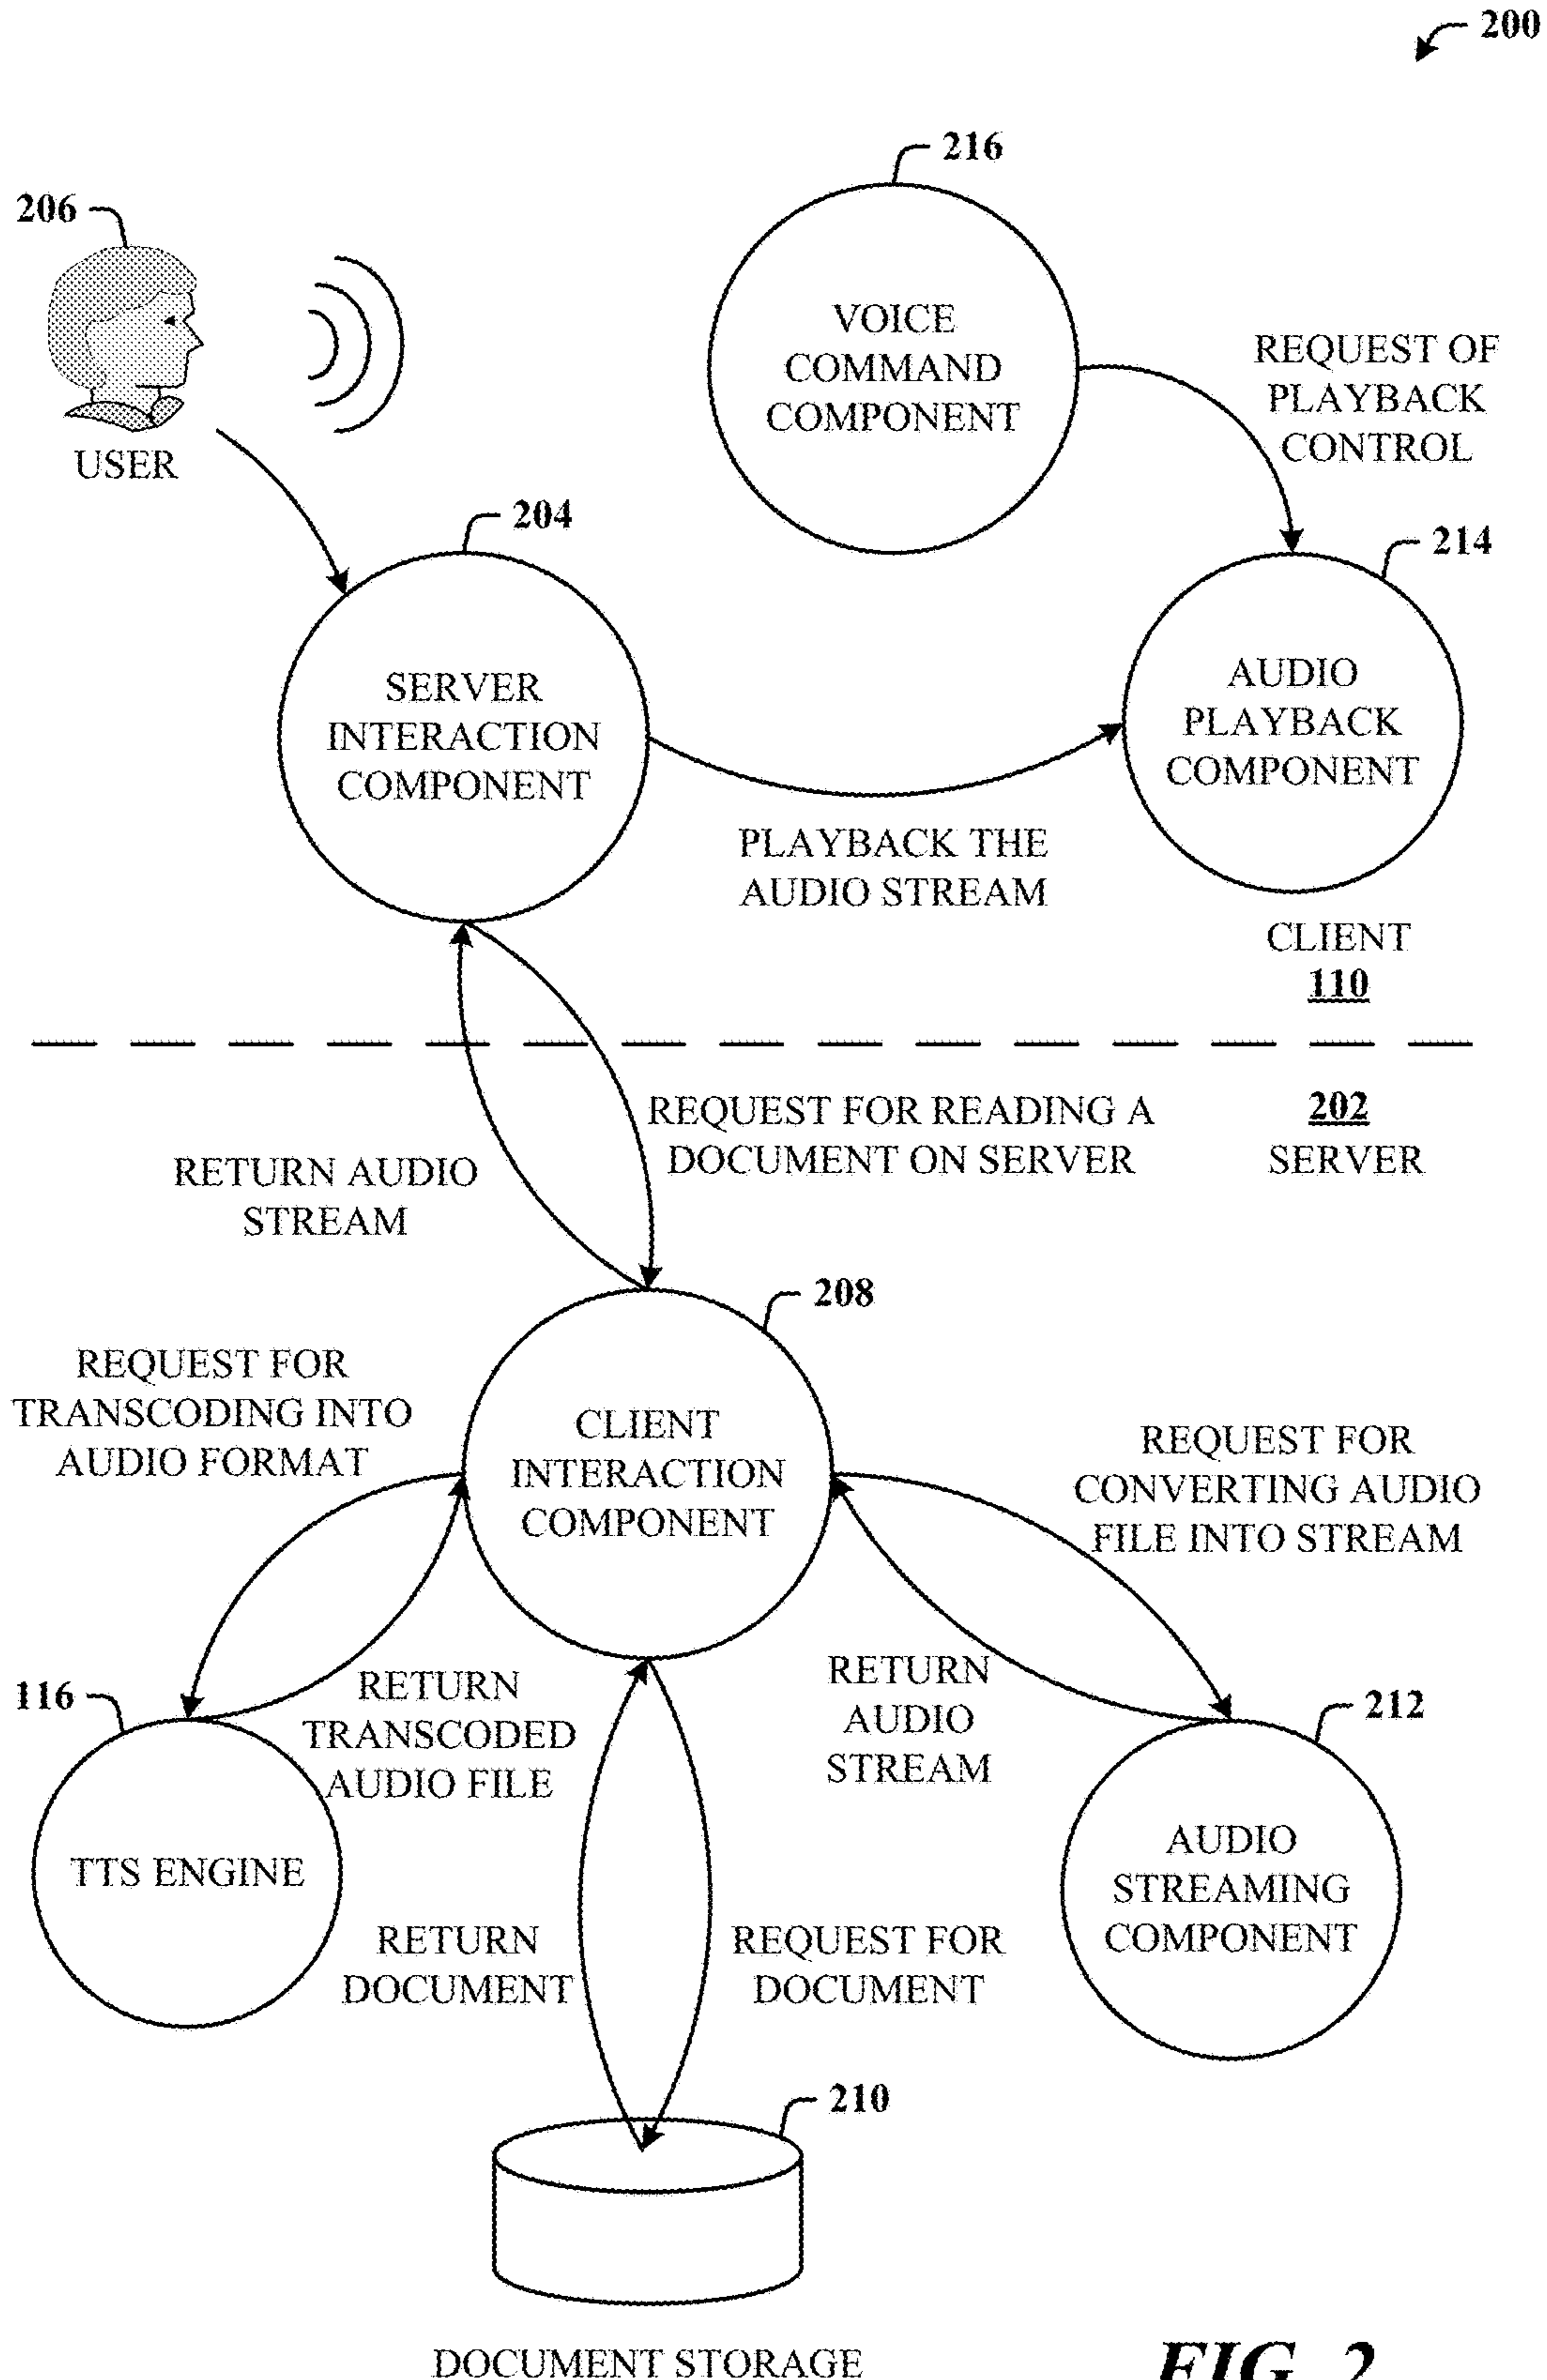 200
216
206
VOICE
COMMAND
COMPONENT
REQUEST OF
PLAYBACK
CONTROL
USER
204
214
SERVER
INTERACTION
COMPONENT
AUDIO
PLAYBACK
COMPONENT
PLAYBACK THE
AUDIO STREAM
CLIENT
110
202
SERVER
REQUEST FOR READING A
DOCUMENT ON SERVER
RETURN AUDIO
STREAM
208
REQUEST FOR
TRANSCODING INTO
AUDIO FORMAT
CLIENT
INTERACTION
COMPONENT
REQUEST FOR
CONVERTING AUDIO
FILE INTO STREAM
116
RETURN
TRANSCODED
AUDIO FILE
RETURN
AUDIO
STREAM
212
TTS ENGINE
AUDIO
STREAMING
COMPONENT
RETURN
DOCUMENT
REQUEST FOR
DOCUMENT
210
DOCUMENT STORAGE
FIG. 2